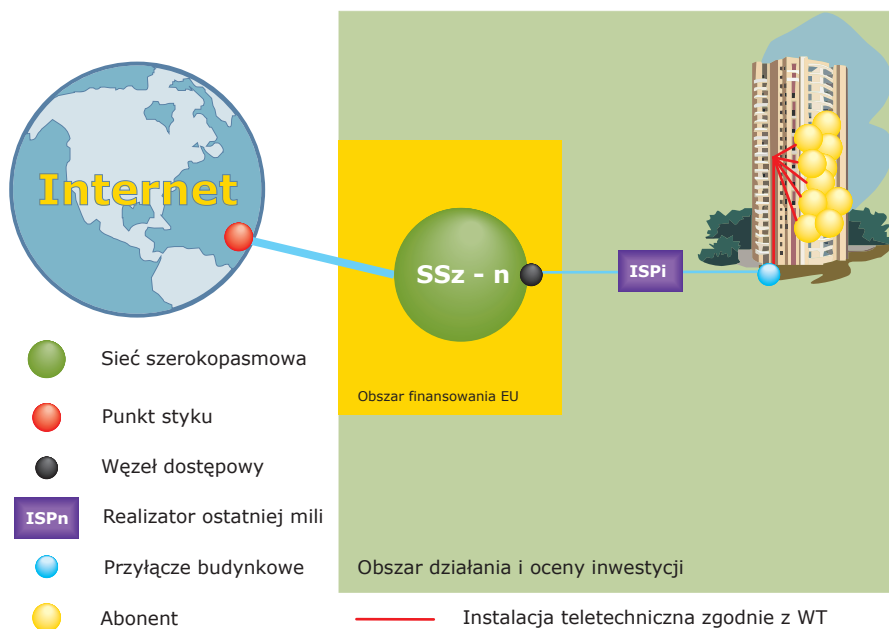 Internet
SSz - n
ISPi
Obszar finansowania EU
Sieć szerokopasmowa
Punkt styku
Węzeł dostępowy
ISPn
Realizator ostatniej mili
Przyłącze budynkowe
Obszar działania i oceny inwestycji
Abonent
Instalacja teletechniczna zgodnie z WT